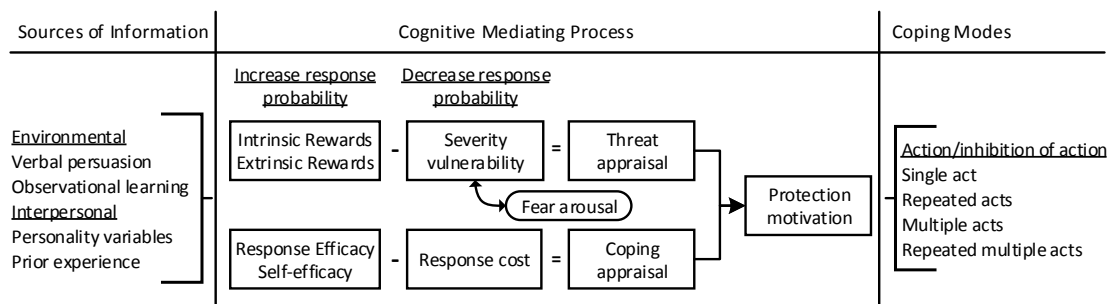 Sources of Information
Cognitive Mediating Process
Coping Modes
Increase response
probability
Decrease response
probability
Environmental
Verbal persuasion
Observational learning
Interpersonal
Personality variables
Prior experience
Intrinsic Rewards
Extrinsic Rewards
-
Severity
vulnerability
=
Threat
appraisal
Fear arousal
Response Efficacy
Self-efficacy
-
Response cost
=
Coping
appraisal
Protection
motivation
Action/inhibition of action
Single act
Repeated acts
Multiple acts
Repeated multiple acts